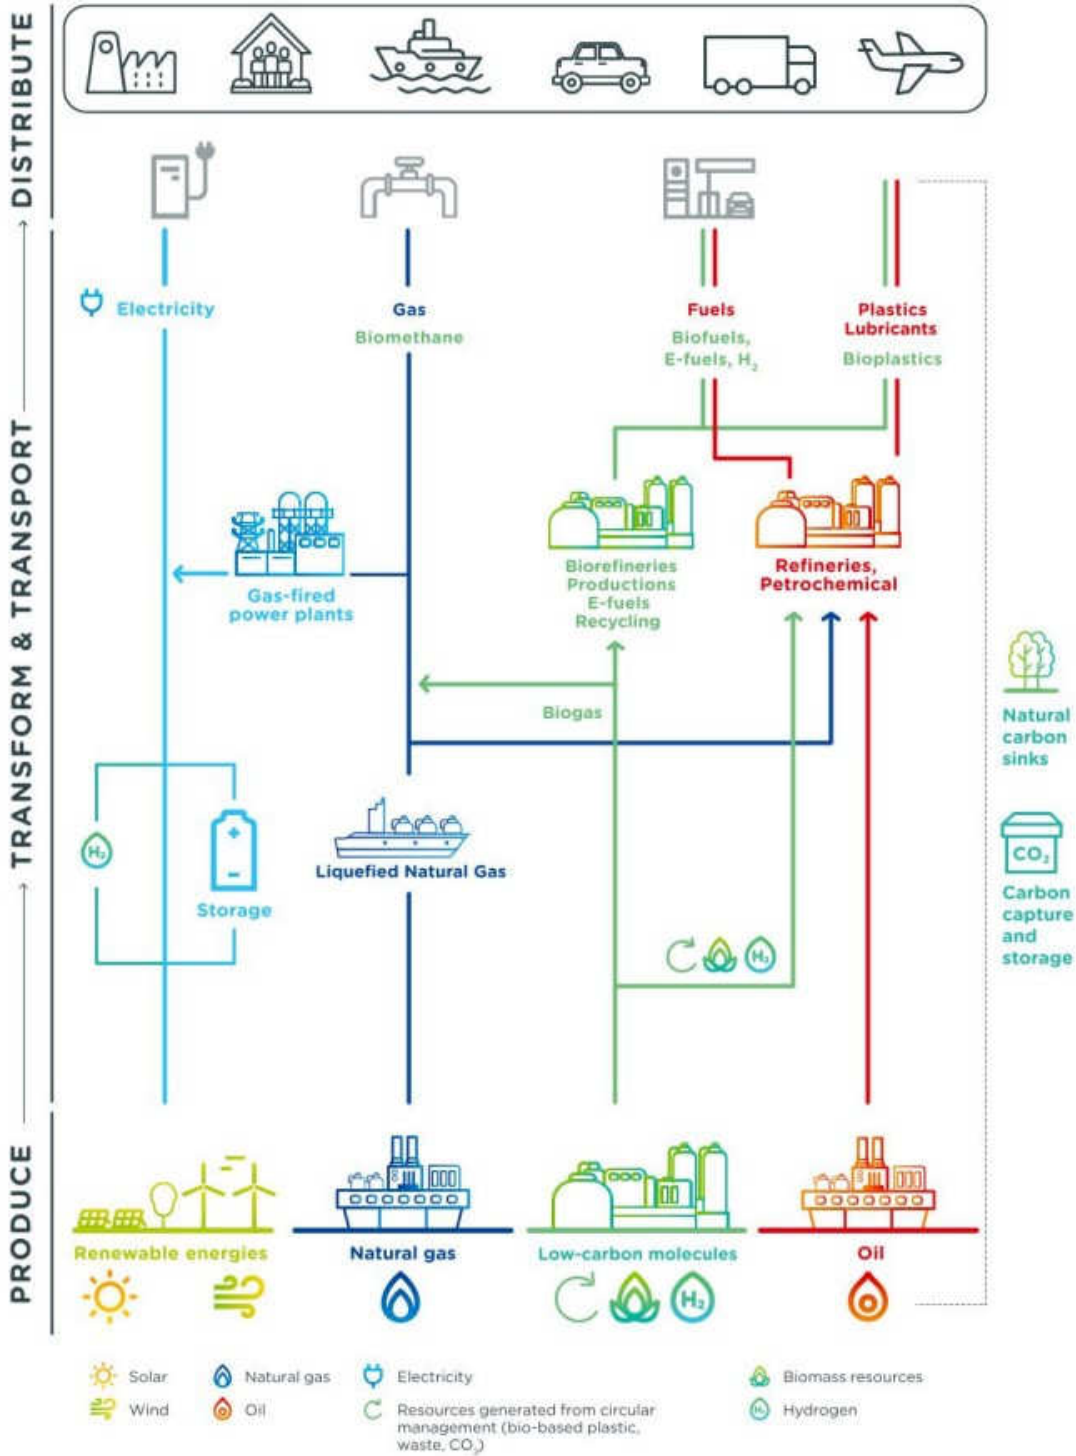 DISTRIBUTE
TRANSFORM & TRANSPORT
PRODUCE
Electricity
Gas
Biomethane
Fuels
Biofuels,
E-fuels, H₂
Plastics
Lubricants
Bioplastics
Gas-fired
power plants
Biorefineries
Productions
E-fuels
Recycling
Refineries,
Petrochemical
Biogas
Natural
carbon
sinks
H₂
Storage
Liquefied Natural Gas
CO₂
Carbon
capture
and
storage
H₂
Renewable energies
Natural gas
Low-carbon molecules
Oil
H₂
Solar
Natural gas
Electricity
Biomass resources
Wind
Oil
Resources generated from circular
management (bio-based plastic,
waste, CO₂)
H₂
Hydrogen